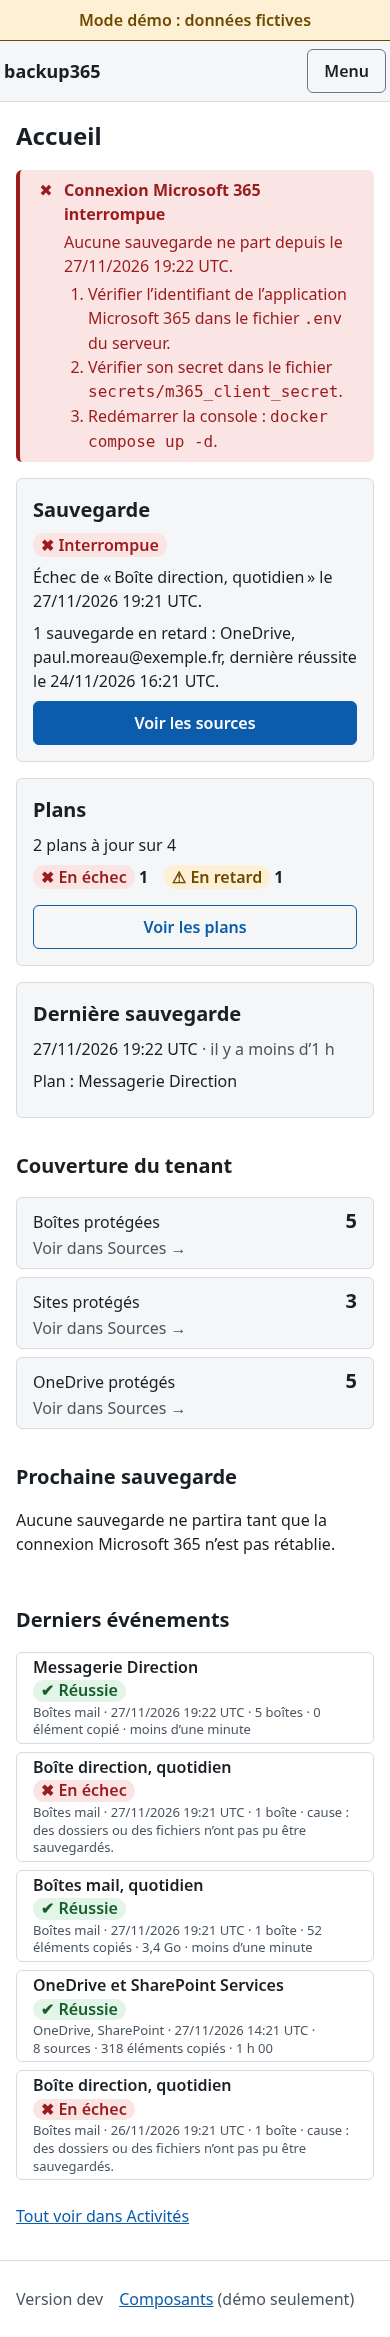 Mode démo : données fictives
backup365
Menu
Accueil
✖ Connexion Microsoft 365
interrompue
Aucune sauvegarde ne part depuis le
27/11/2026 19:22 UTC.
1. Vérifier l’identifiant de l’application
Microsoft 365 dans le fichier .env
du serveur.
2. Vérifier son secret dans le fichier
secrets/m365_client_secret.
3. Redémarrer la console : docker
compose up -d.
Sauvegarde
✖ Interrompue
Échec de « Boîte direction, quotidien » le
27/11/2026 19:21 UTC.
1 sauvegarde en retard : OneDrive,
paul.moreau@exemple.fr, dernière réussite
le 24/11/2026 16:21 UTC.
Voir les sources
Plans
2 plans à jour sur 4
✖ En échec 1 ⚠ En retard 1
Voir les plans
Dernière sauvegarde
27/11/2026 19:22 UTC · il y a moins d’1 h
Plan : Messagerie Direction
Couverture du tenant
Boîtes protégées 5
Voir dans Sources →
Sites protégés 3
Voir dans Sources →
OneDrive protégés 5
Voir dans Sources →
Prochaine sauvegarde
Aucune sauvegarde ne partira tant que la
connexion Microsoft 365 n’est pas rétablie.
Derniers événements
Messagerie Direction
✔ Réussie
Boîtes mail · 27/11/2026 19:22 UTC · 5 boîtes · 0
élément copié · moins d’une minute
Boîte direction, quotidien
✖ En échec
Boîtes mail · 27/11/2026 19:21 UTC · 1 boîte · cause :
des dossiers ou des fichiers n’ont pas pu être
sauvegardés.
Boîtes mail, quotidien
✔ Réussie
Boîtes mail · 27/11/2026 19:21 UTC · 1 boîte · 52
éléments copiés · 3,4 Go · moins d’une minute
OneDrive et SharePoint Services
✔ Réussie
OneDrive, SharePoint · 27/11/2026 14:21 UTC ·
8 sources · 318 éléments copiés · 1 h 00
Boîte direction, quotidien
✖ En échec
Boîtes mail · 26/11/2026 19:21 UTC · 1 boîte · cause :
des dossiers ou des fichiers n’ont pas pu être
sauvegardés.
Tout voir dans Activités
Version dev Composants (démo seulement)